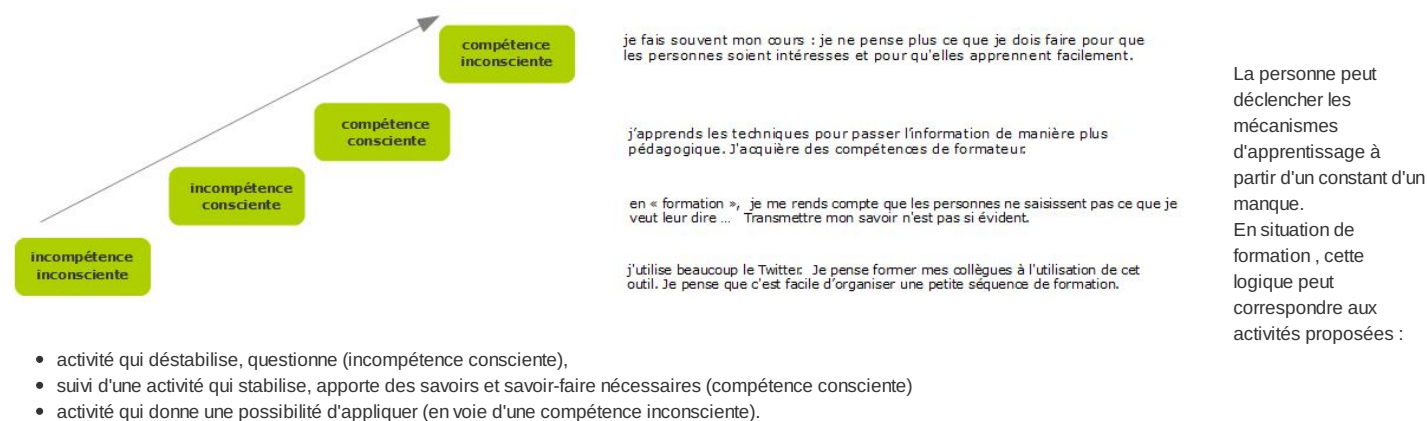 compétence
inconsciente
je fais souvent mon cours : je ne pense plus ce que je dois faire pour que
les personnes soient intéresses et pour qu'elles apprennent facilement.
compétence
consciente
j'apprends les techniques pour passer l'information de manière plus
pédagogique. J'acquière des compétences de formateur.
incompétence
consciente
en « formation », je me rends compte que les personnes ne saisissent pas ce que je
veut leur dire ... Transmettre mon savoir n'est pas si évident.
incompétence
inconsciente
j'utilise beaucoup le Twitter. Je pense former mes collègues à l'utilisation de cet
outil. Je pense que c'est facile d'organiser une petite séquence de formation.
La personne peut
déclencher les
mécanismes
d'apprentissage à
partir d'un constant d'un
manque.
En situation de
formation , cette
logique peut
correspondre aux
activités proposées :
• activité qui déstabilise, questionne (incompétence consciente),
• suivi d'une activité qui stabilise, apporte des savoirs et savoir-faire nécessaires (compétence consciente)
• activité qui donne une possibilité d'appliquer (en voie d'une compétence inconsciente).